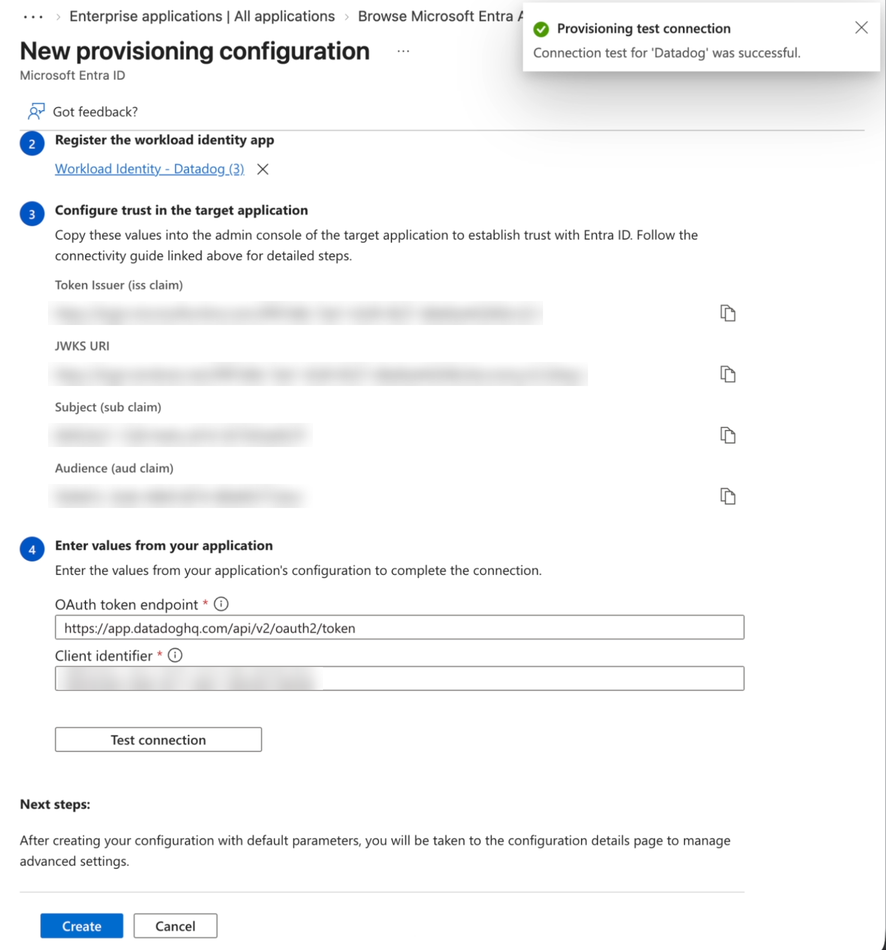 ··· > Enterprise applications | All applications > Browse Microsoft Entra A
Provisioning test connection
Connection test for 'Datadog' was successful.
New provisioning configuration ···
Microsoft Entra ID
Got feedback?
2 Register the workload identity app
Workload Identity - Datadog (3)
3 Configure trust in the target application
Copy these values into the admin console of the target application to establish trust with Entra ID. Follow the
connectivity guide linked above for detailed steps.
Token Issuer (iss claim)
JWKS URI
Subject (sub claim)
Audience (aud claim)
4 Enter values from your application
Enter the values from your application's configuration to complete the connection.
OAuth token endpoint *
https://app.datadoghq.com/api/v2/oauth2/token
Client identifier *
Test connection
Next steps:
After creating your configuration with default parameters, you will be taken to the configuration details page to manage
advanced settings.
Create Cancel